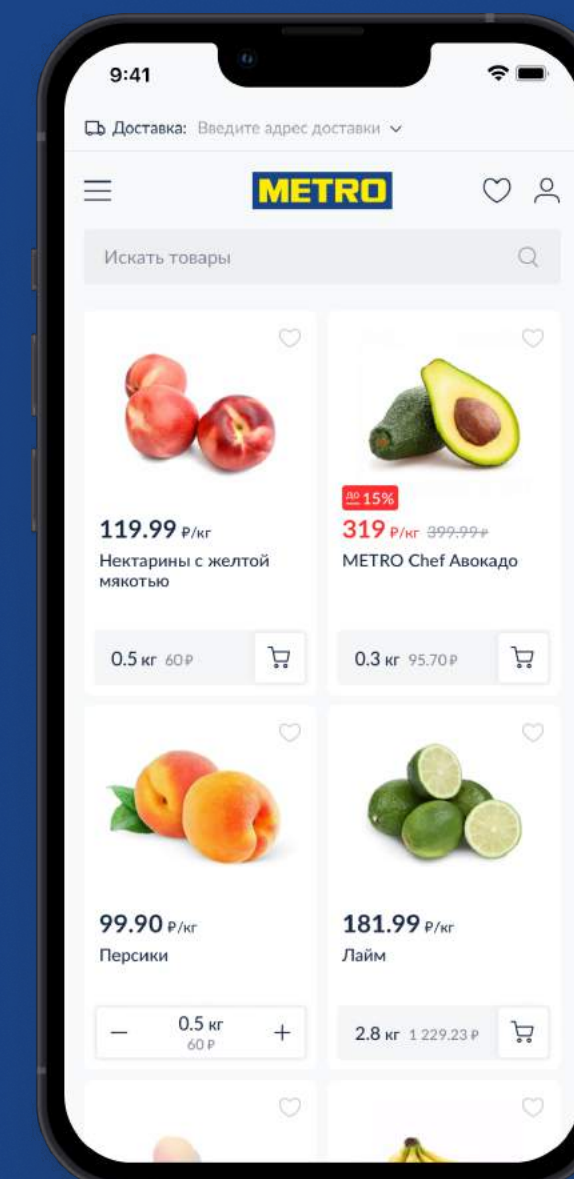 9:41
Доставка: Введите адрес доставки
METRO
Искать товары
119.99 ₽/кг
Нектарины с желтой
мякотью
0.5 кг 60 ₽
до 15%
319 ₽/кг 399.99 ₽
METRO Chef Авокадо
0.3 кг 95.70 ₽
99.90 ₽/кг
Персики
— 0.5 кг +
60 ₽
181.99 ₽/кг
Лайм
2.8 кг 1 229.23 ₽